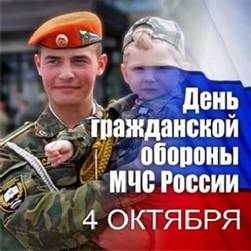 День
гражданской
обороны
МЧС России
4 ОКТЯБРЯ